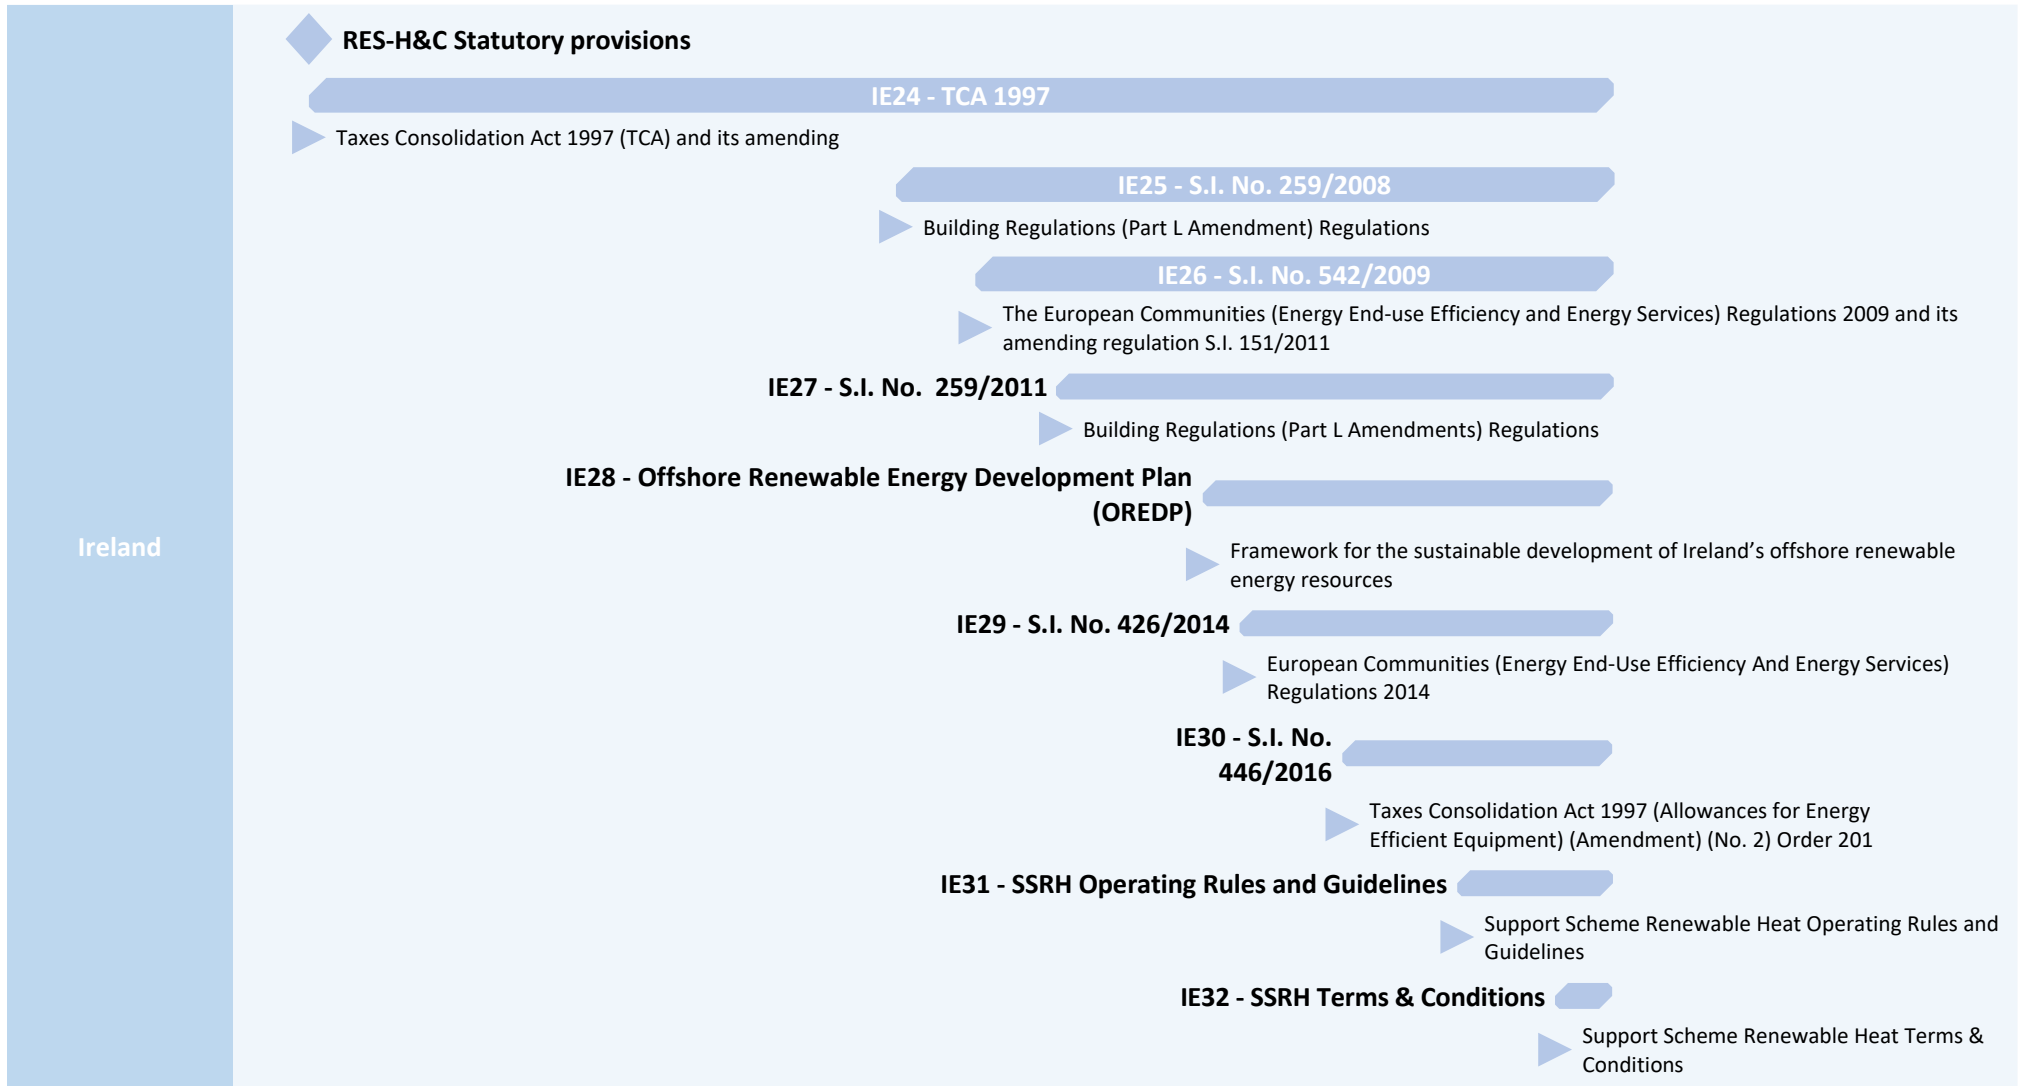 Ireland
RES-H&C Statutory provisions
IE24 - TCA 1997
Taxes Consolidation Act 1997 (TCA) and its amending
IE25 - S.I. No. 259/2008
Building Regulations (Part L Amendment) Regulations
IE26 - S.I. No. 542/2009
The European Communities (Energy End-use Efficiency and Energy Services) Regulations 2009 and its
amending regulation S.I. 151/2011
IE27 - S.I. No.  259/2011
Building Regulations (Part L Amendments) Regulations
IE28 - Offshore Renewable Energy Development Plan
(OREDP)
Framework for the sustainable development of Ireland’s offshore renewable
energy resources
IE29 - S.I. No. 426/2014
European Communities (Energy End-Use Efficiency And Energy Services)
Regulations 2014
IE30 - S.I. No.
446/2016
Taxes Consolidation Act 1997 (Allowances for Energy
Efficient Equipment) (Amendment) (No. 2) Order 201
IE31 - SSRH Operating Rules and Guidelines
Support Scheme Renewable Heat Operating Rules and
Guidelines
IE32 - SSRH Terms & Conditions
Support Scheme Renewable Heat Terms &
Conditions